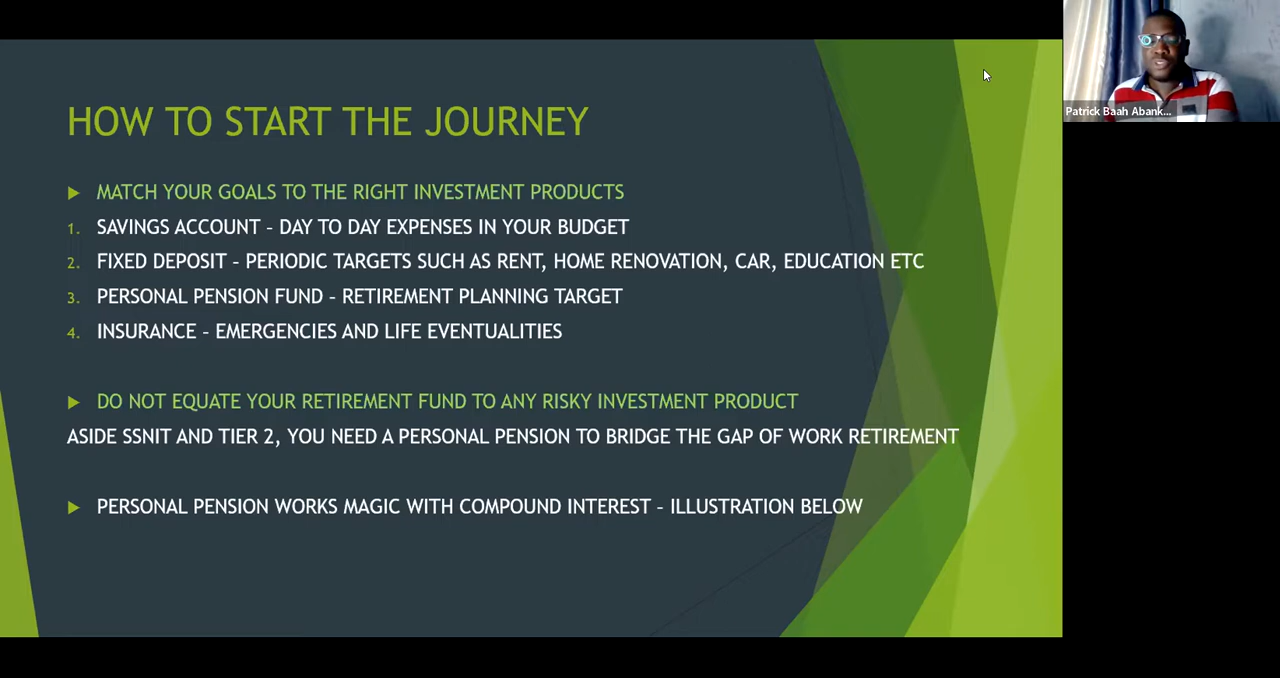 HOW TO START THE JOURNEY
MATCH YOUR GOALS TO THE RIGHT INVESTMENT PRODUCTS
1. SAVINGS ACCOUNT – DAY TO DAY EXPENSES IN YOUR BUDGET
2. FIXED DEPOSIT – PERIODIC TARGETS SUCH AS RENT, HOME RENOVATION, CAR, EDUCATION ETC
3. PERSONAL PENSION FUND – RETIREMENT PLANNING TARGET
4. INSURANCE – EMERGENCIES AND LIFE EVENTUALITIES
DO NOT EQUATE YOUR RETIREMENT FUND TO ANY RISKY INVESTMENT PRODUCT
ASIDE SSNIT AND TIER 2, YOU NEED A PERSONAL PENSION TO BRIDGE THE GAP OF WORK RETIREMENT
PERSONAL PENSION WORKS MAGIC WITH COMPOUND INTEREST – ILLUSTRATION BELOW
Patrick Baah Abank...